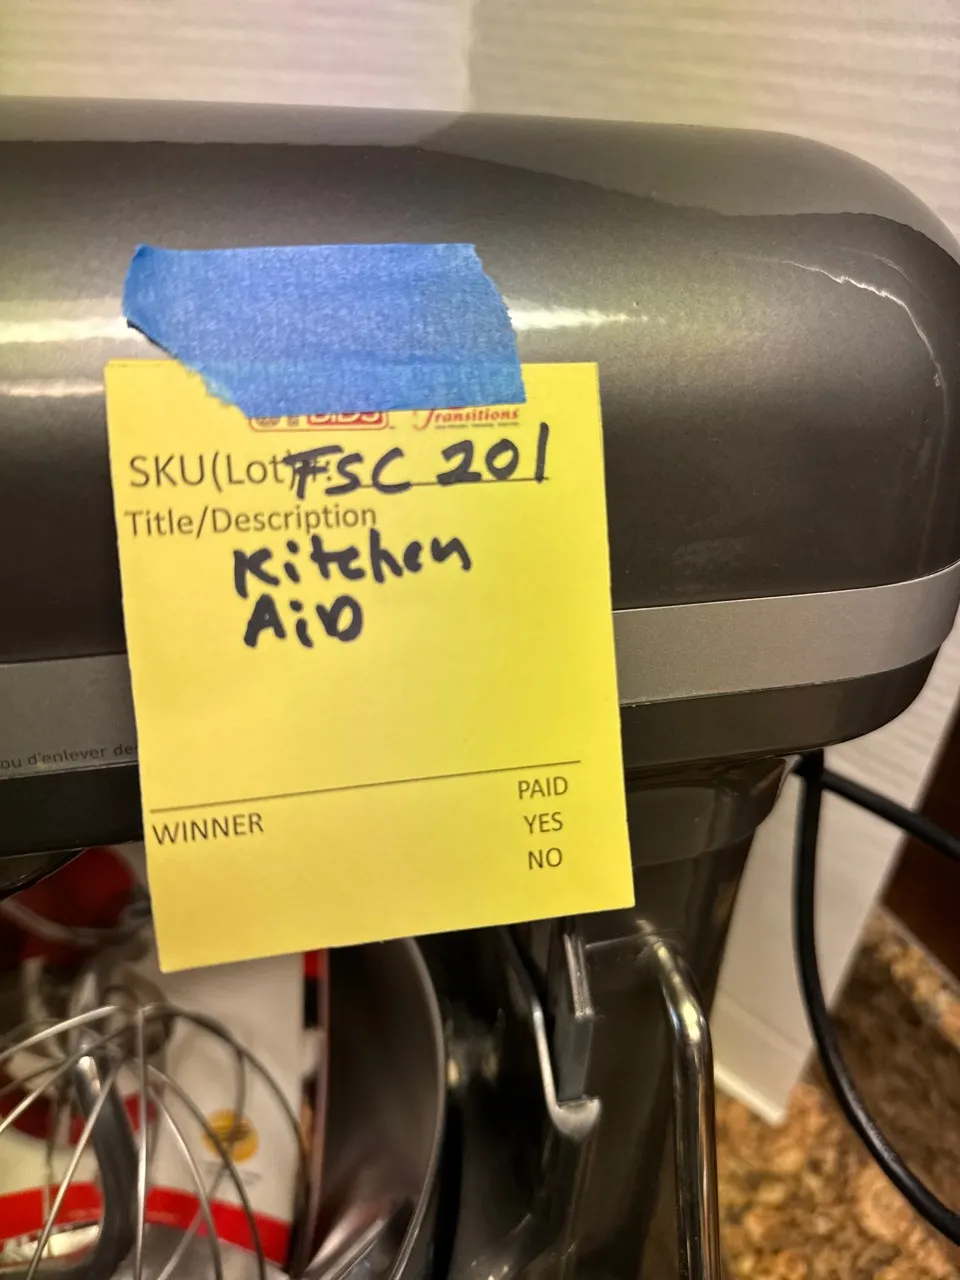 Transitions
SKU(Lot)#: FSC 201
Title/Description
Kitchen
AiD
ou d'enlever de
WINNER
PAID
YES
NO